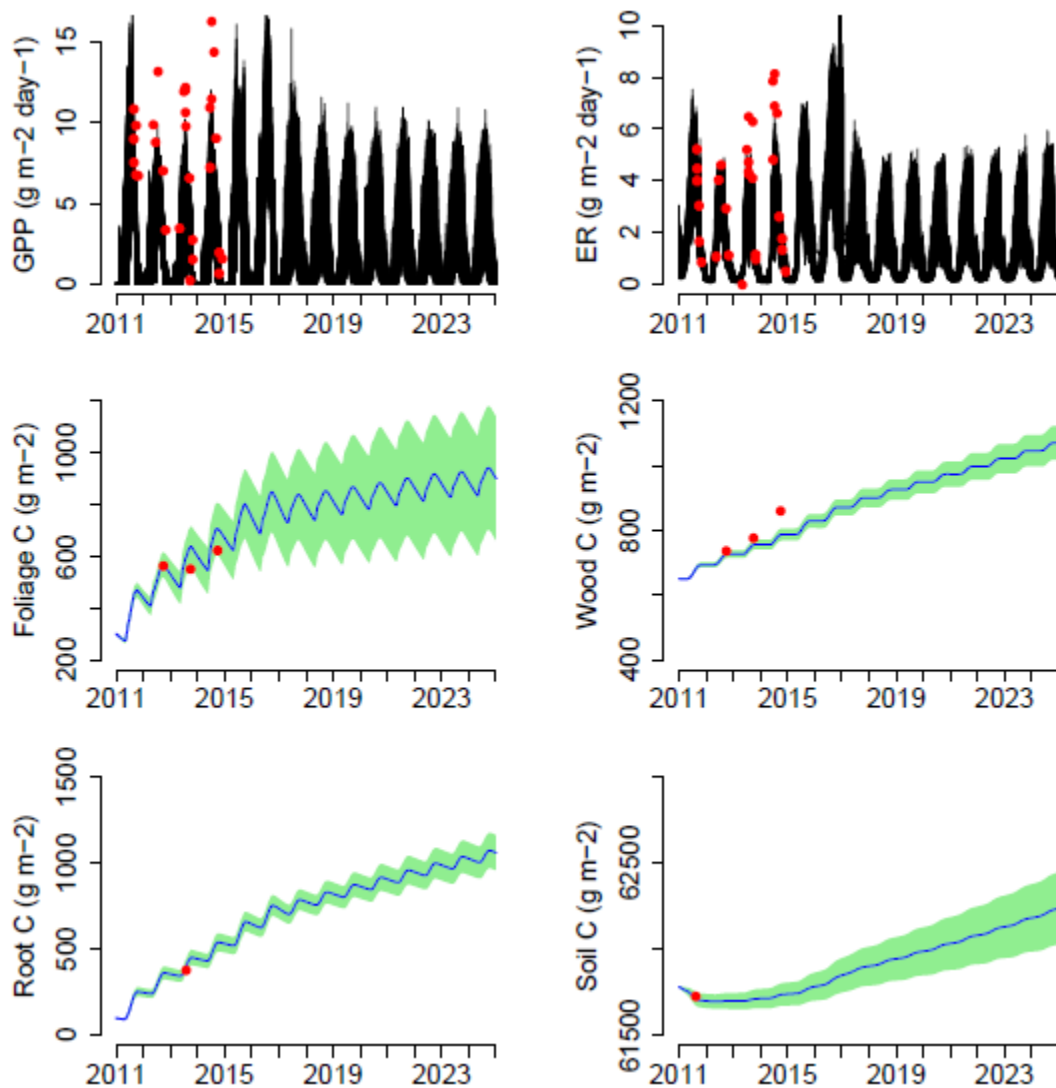 GPP (g m−2 day−1)
0 5 10 15
2011 2015 2019 2023
ER (g m−2 day−1)
0 2 4 6 8 10
2011 2015 2019 2023
Foliage C (g m−2)
200 600 1000
2011 2015 2019 2023
Wood C (g m−2)
400 800 1200
2011 2015 2019 2023
Root C (g m−2)
0 500 1000 1500
2011 2015 2019 2023
Soil C (g m−2)
61500 62500
2011 2015 2019 2023